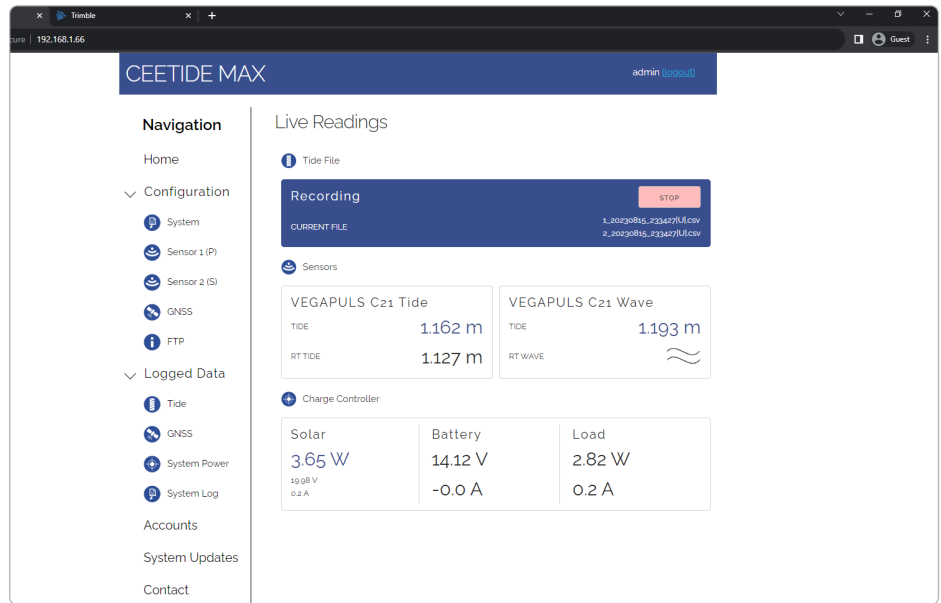 Trimble
cure 192.168.1.66
Guest
CEETIDE MAX
admin (logout)
Navigation
Home
Configuration
System
Sensor 1 (P)
Sensor 2 (S)
GNSS
FTP
Logged Data
Tide
GNSS
System Power
System Log
Accounts
System Updates
Contact
Live Readings
Tide File
Recording
STOP
CURRENT FILE
1_20230815_233427[U].csv
2_20230815_233427[U].csv
Sensors
VEGAPULS C21 Tide
TIDE 1.162 m
RT TIDE 1.127 m
VEGAPULS C21 Wave
TIDE 1.193 m
RT WAVE
Charge Controller
Solar
3.65 W
19.98 V
0.2 A
Battery
14.12 V
-0.0 A
Load
2.82 W
0.2 A